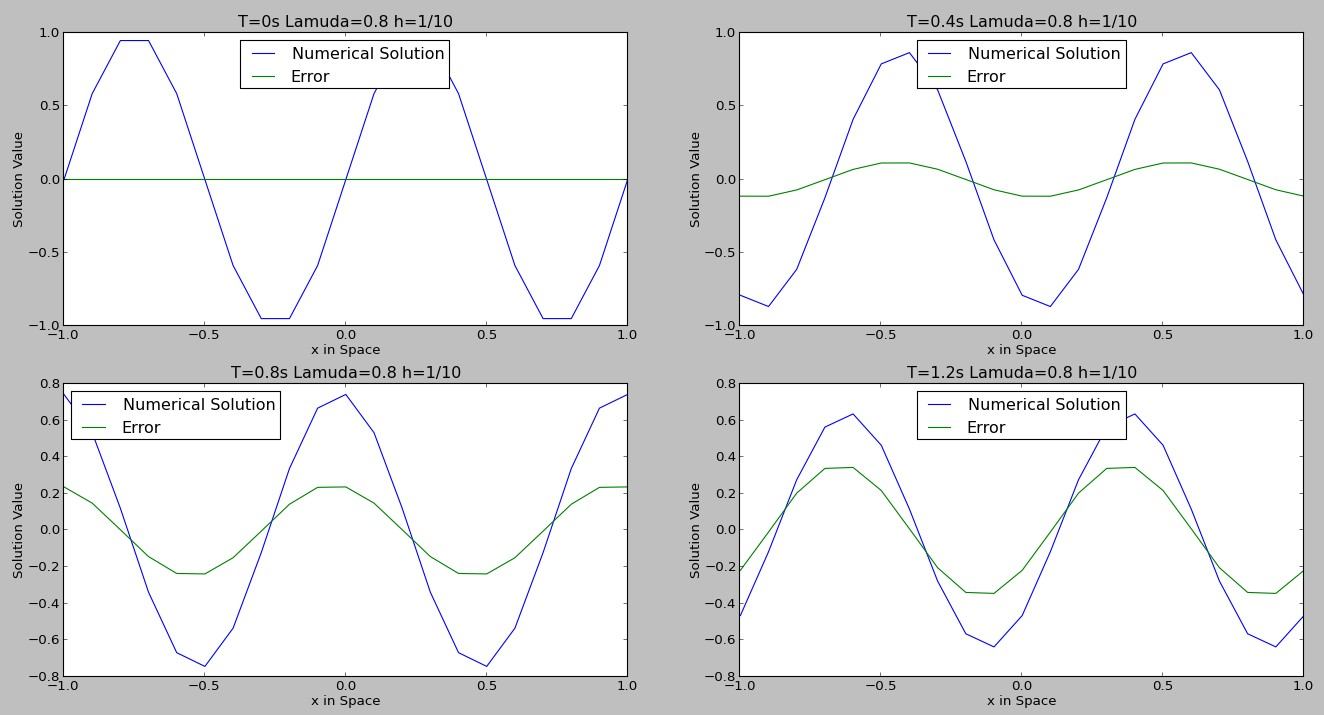 T=0s Lamuda=0.8 h=1/10
Numerical Solution
Error
Solution Value
1.0
0.5
0.0
−0.5
−1.0
−1.0 −0.5 0.0 0.5 1.0
x in Space
T=0.4s Lamuda=0.8 h=1/10
Numerical Solution
Error
Solution Value
1.0
0.5
0.0
−0.5
−1.0
−1.0 −0.5 0.0 0.5 1.0
x in Space
T=0.8s Lamuda=0.8 h=1/10
Numerical Solution
Error
Solution Value
0.8
0.6
0.4
0.2
0.0
−0.2
−0.4
−0.6
−0.8
−1.0 −0.5 0.0 0.5 1.0
x in Space
T=1.2s Lamuda=0.8 h=1/10
Numerical Solution
Error
Solution Value
0.8
0.6
0.4
0.2
0.0
−0.2
−0.4
−0.6
−0.8
−1.0 −0.5 0.0 0.5 1.0
x in Space